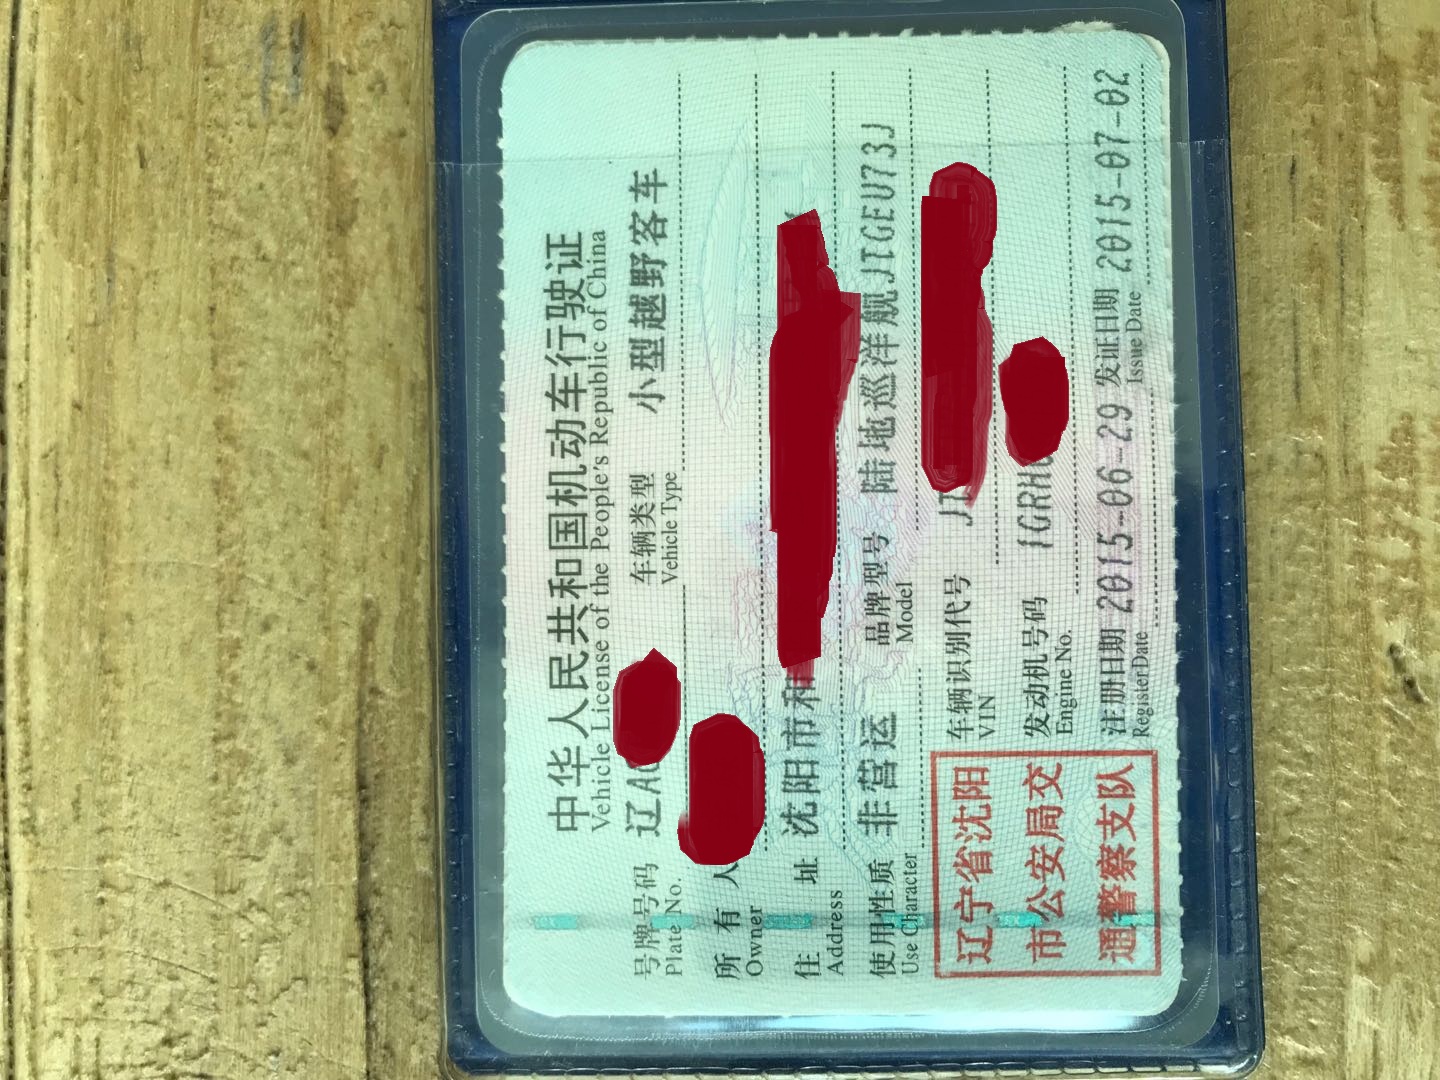 中华人民共和国机动车行驶证
Vehicle License of the People's Republic of China
号牌号码 辽A 车辆类型 小型越野客车
Plate No. Vehicle Type
所有人
Owner
住址 沈阳市和
Address
使用性质 非营运 品牌型号 陆地巡洋舰JTGEU73J
Use Character Model
辽宁省沈阳
市公安局交
通警察支队
车辆识别代号 JT
VIN
发动机号码 1GRH
Engine No.
注册日期 2015-06-29 发证日期 2015-07-02
Register Date Issue Date